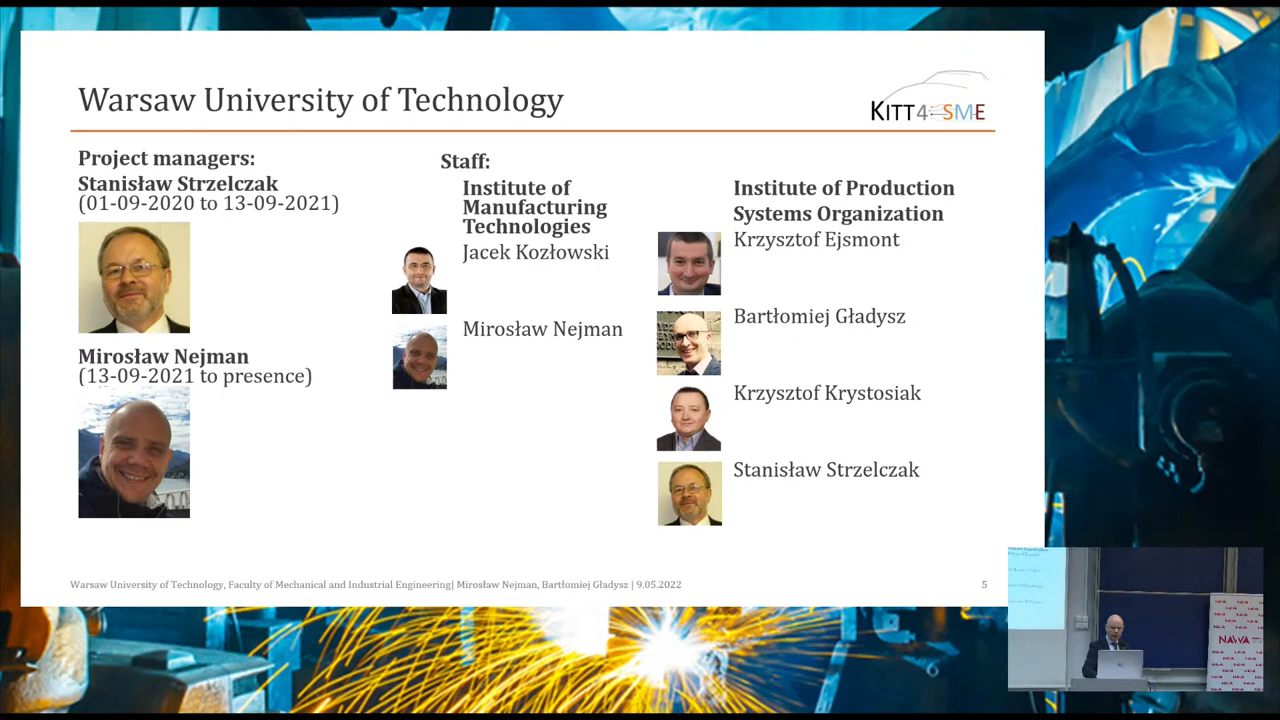 Warsaw University of Technology
KITT4SME
Project managers:
Stanisław Strzelczak
(01-09-2020 to 13-09-2021)
Mirosław Nejman
(13-09-2021 to presence)
Staff:
Institute of
Manufacturing
Technologies
Jacek Kozłowski
Mirosław Nejman
Institute of Production
Systems Organization
Krzysztof Ejsmont
Bartłomiej Gładysz
Krzysztof Krystosiak
Stanisław Strzelczak
Warsaw University of Technology, Faculty of Mechanical and Industrial Engineering| Mirosław Nejman, Bartłomiej Gładysz | 9.05.2022
5
NAWA